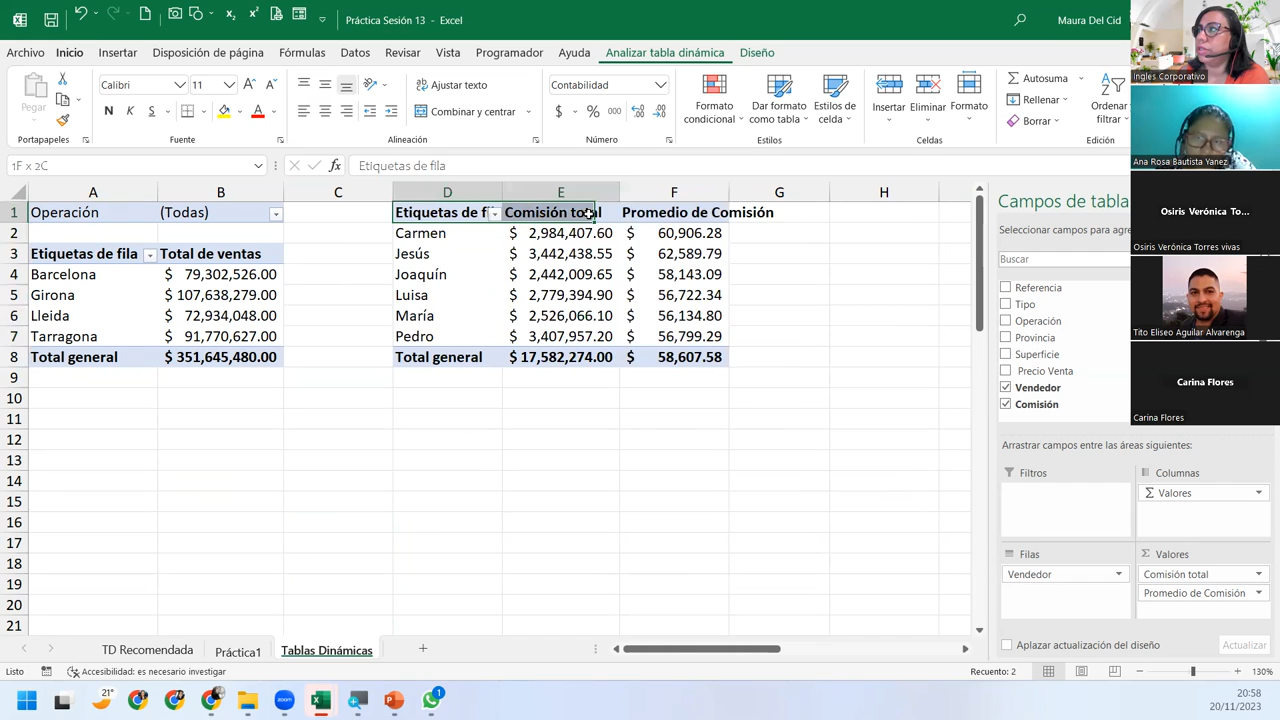 Práctica Sesión 13 - Excel
Maura Del Cid
Archivo Inicio Insertar Disposición de página Fórmulas Datos Revisar Vista Programador Ayuda Analizar tabla dinámica Diseño
Pegar
Portapapeles
Calibri 11
N K S
Fuente
Ajustar texto
Combinar y centrar
Alineación
Contabilidad
$ % 000
Número
Formato condicional
Dar formato como tabla
Estilos de celda
Estilos
Insertar
Eliminar
Formato
Celdas
Autosuma
Rellenar
Borrar
Ordenar
filtrar
Edición
1F x 2C
fx Etiquetas de fila
A B C D E F G H
1 Operación (Todas) Etiquetas de fi Comisión total Promedio de Comisión
2 Carmen $ 2,984,407.60 $ 60,906.28
3 Etiquetas de fila Total de ventas Jesús $ 3,442,438.55 $ 62,589.79
4 Barcelona $ 79,302,526.00 Joaquín $ 2,442,009.65 $ 58,143.09
5 Girona $ 107,638,279.00 Luisa $ 2,779,394.90 $ 56,722.34
6 Lleida $ 72,934,048.00 María $ 2,526,066.10 $ 56,134.80
7 Tarragona $ 91,770,627.00 Pedro $ 3,407,957.20 $ 56,799.29
8 Total general $ 351,645,480.00 Total general $ 17,582,274.00 $ 58,607.58
9
10
11
12
13
14
15
16
17
18
19
20
21
Campos de tabla
Seleccionar campos para agre
Buscar
Referencia
Tipo
Operación
Provincia
Superficie
Precio Venta
Vendedor
Comisión
Arrastrar campos entre las áreas siguientes:
Filtros
Columnas
Σ Valores
Filas
Vendedor
Σ Valores
Comisión total
Promedio de Comisión
Aplazar actualización del diseño
Actualizar
Ingles Corporativo
Ana Rosa Bautista Yanez
Osiris Verónica To...
Osiris Verónica Torres vivas
Tito Eliseo Aguilar Alvarenga
Carina Flores
Carina Flores
TD Recomendada Práctica1 Tablas Dinámicas
Listo
Accesibilidad: es necesario investigar
Recuento: 2
130%
21°
zoom
1
20:58
20/11/2023